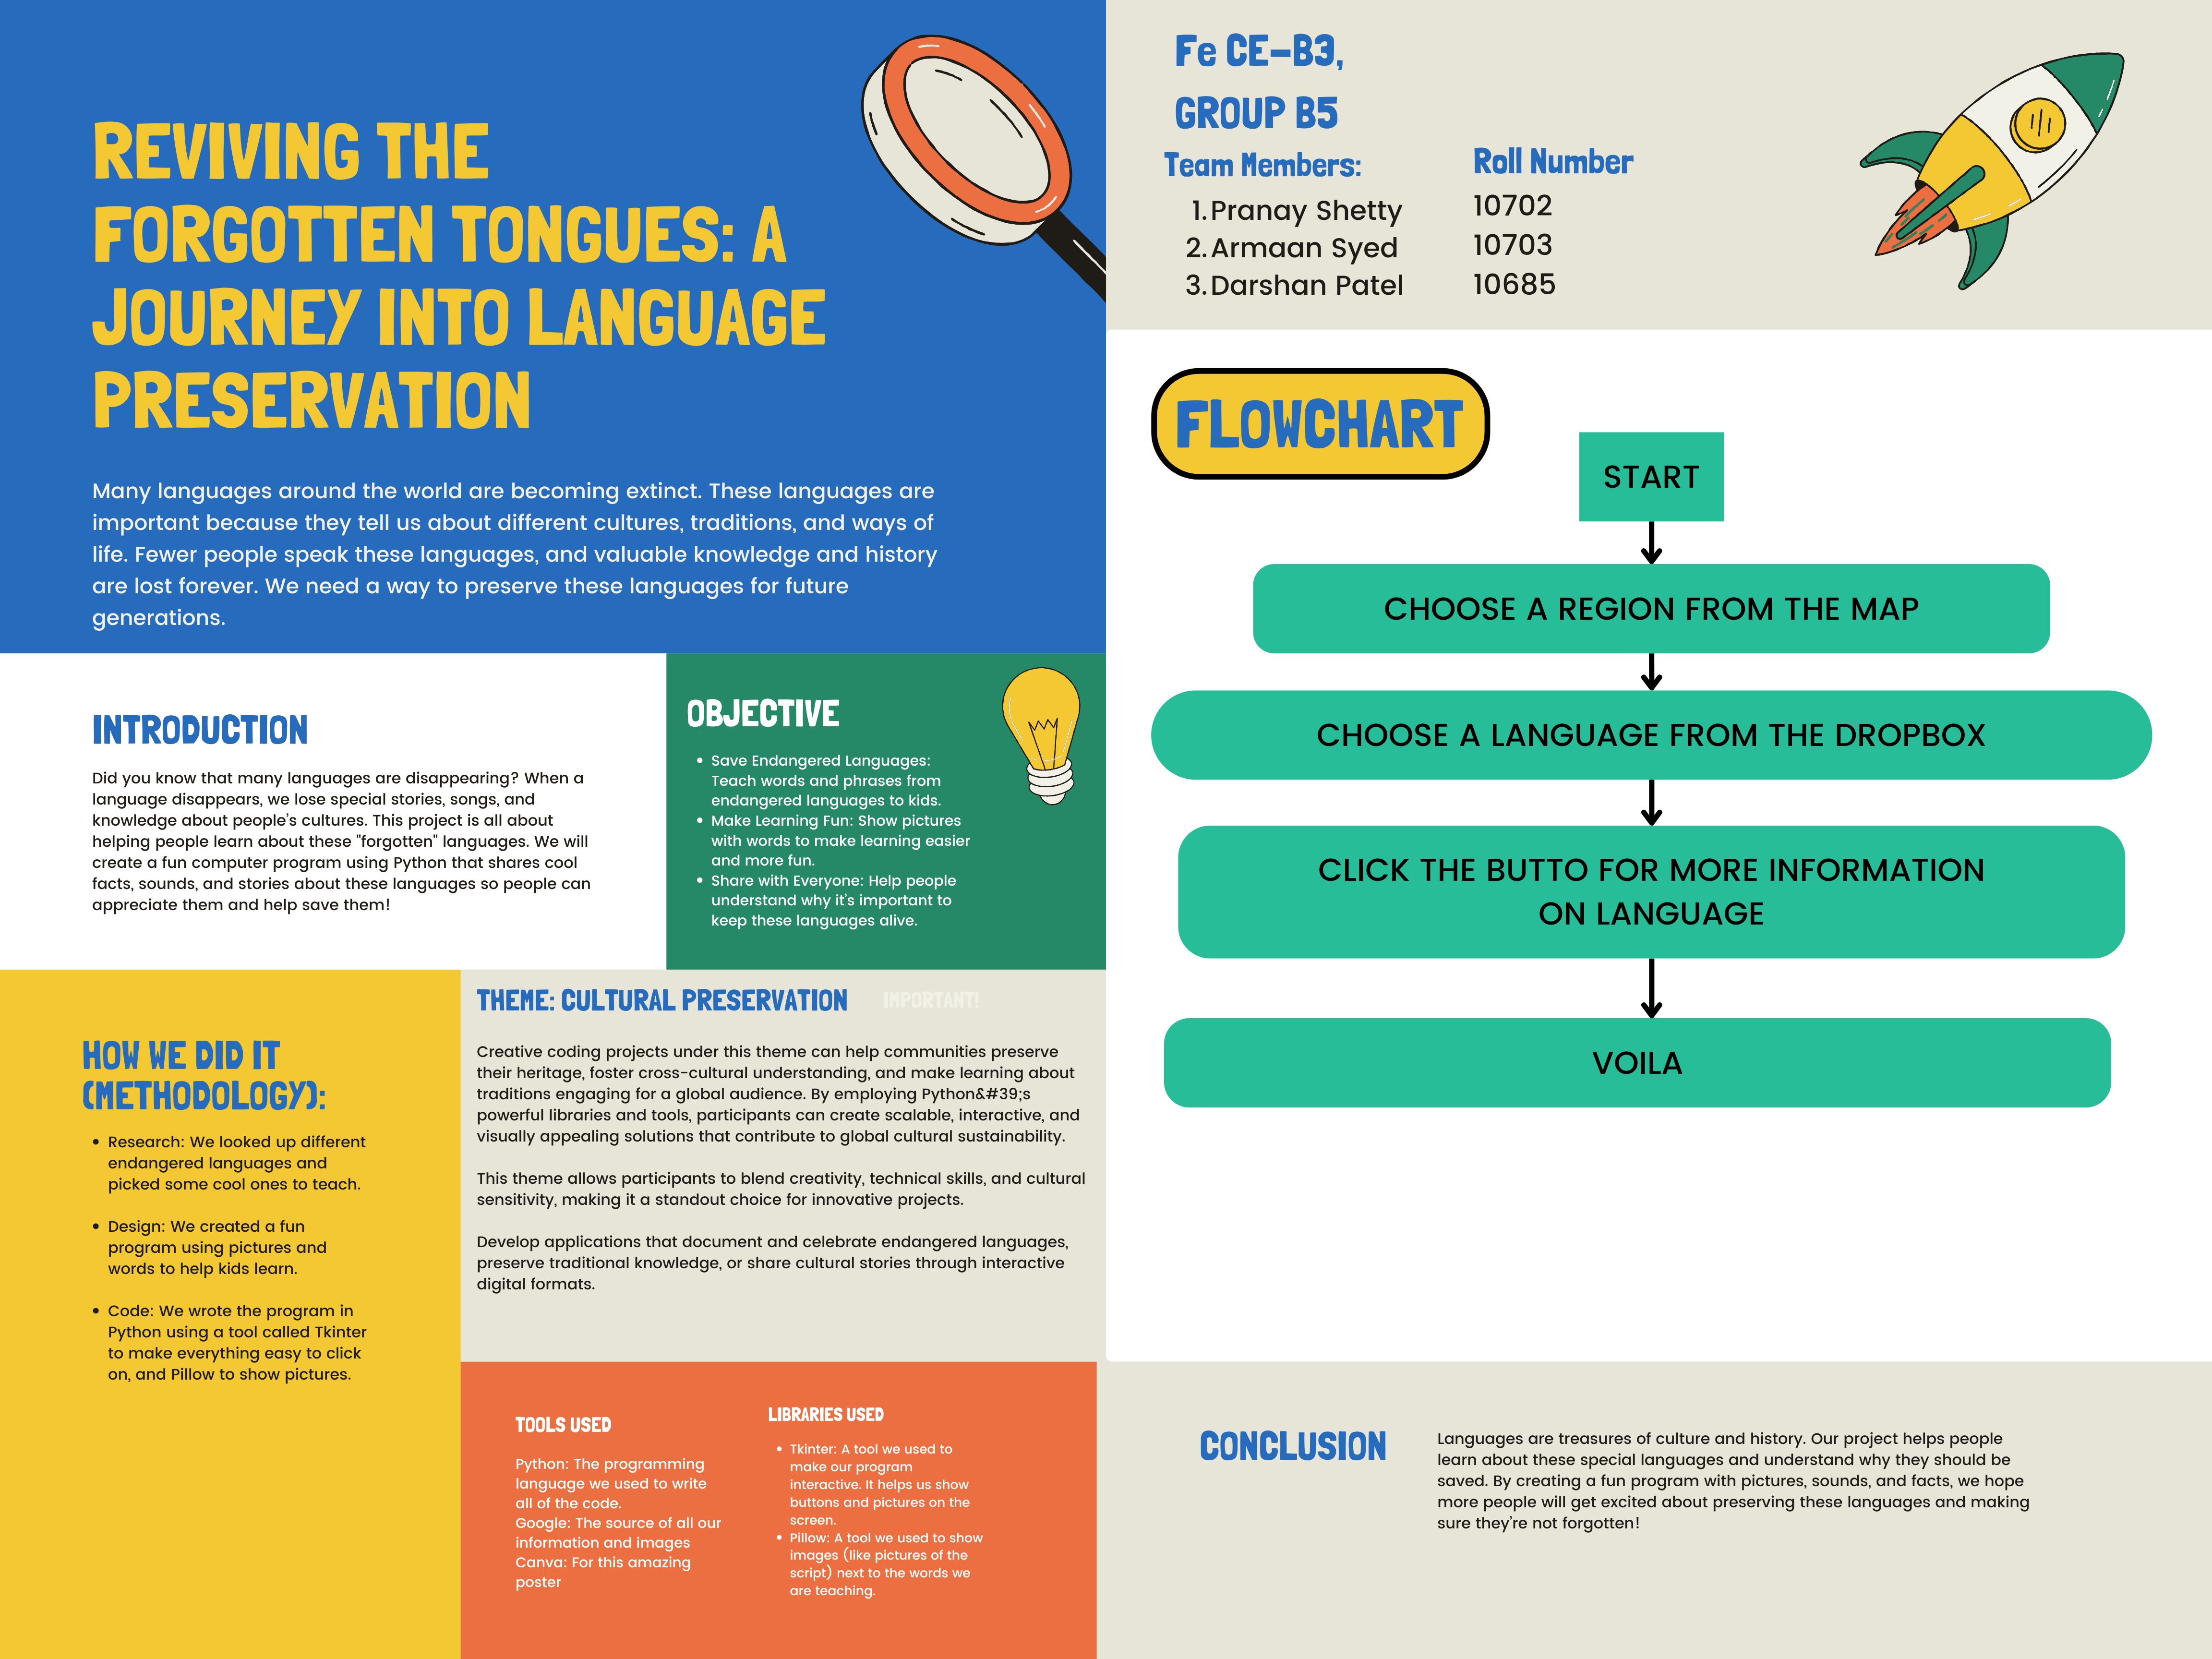 REVIVING THE
FORGOTTEN TONGUES: A
JOURNEY INTO LANGUAGE
PRESERVATION
Many languages around the world are becoming extinct. These languages are
important because they tell us about different cultures, traditions, and ways of
life. Fewer people speak these languages, and valuable knowledge and history
are lost forever. We need a way to preserve these languages for future
generations.
INTRODUCTION
Did you know that many languages are disappearing? When a
language disappears, we lose special stories, songs, and
knowledge about people's cultures. This project is all about
helping people learn about these "forgotten" languages. We will
create a fun computer program using Python that shares cool
facts, sounds, and stories about these languages so people can
appreciate them and help save them!
OBJECTIVE
• Save Endangered Languages:
Teach words and phrases from
endangered languages to kids.
• Make Learning Fun: Show pictures
with words to make learning easier
and more fun.
• Share with Everyone: Help people
understand why it's important to
keep these languages alive.
HOW WE DID IT
(METHODOLOGY):
• Research: We looked up different
endangered languages and
picked some cool ones to teach.
• Design: We created a fun
program using pictures and
words to help kids learn.
• Code: We wrote the program in
Python using a tool called Tkinter
to make everything easy to click
on, and Pillow to show pictures.
THEME: CULTURAL PRESERVATION IMPORTANT!
Creative coding projects under this theme can help communities preserve
their heritage, foster cross-cultural understanding, and make learning about
traditions engaging for a global audience. By employing Python&#39;s
powerful libraries and tools, participants can create scalable, interactive, and
visually appealing solutions that contribute to global cultural sustainability.
This theme allows participants to blend creativity, technical skills, and cultural
sensitivity, making it a standout choice for innovative projects.
Develop applications that document and celebrate endangered languages,
preserve traditional knowledge, or share cultural stories through interactive
digital formats.
TOOLS USED
Python: The programming
language we used to write
all of the code.
Google: The source of all our
information and images
Canva: For this amazing
poster
LIBRARIES USED
• Tkinter: A tool we used to
make our program
interactive. It helps us show
buttons and pictures on the
screen.
• Pillow: A tool we used to show
images (like pictures of the
script) next to the words we
are teaching.
Fe CE-B3,
GROUP B5
Team Members: Roll Number
1. Pranay Shetty 10702
2. Armaan Syed 10703
3. Darshan Patel 10685
FLOWCHART
START
CHOOSE A REGION FROM THE MAP
CHOOSE A LANGUAGE FROM THE DROPBOX
CLICK THE BUTTO FOR MORE INFORMATION
ON LANGUAGE
VOILA
CONCLUSION
Languages are treasures of culture and history. Our project helps people
learn about these special languages and understand why they should be
saved. By creating a fun program with pictures, sounds, and facts, we hope
more people will get excited about preserving these languages and making
sure they're not forgotten!